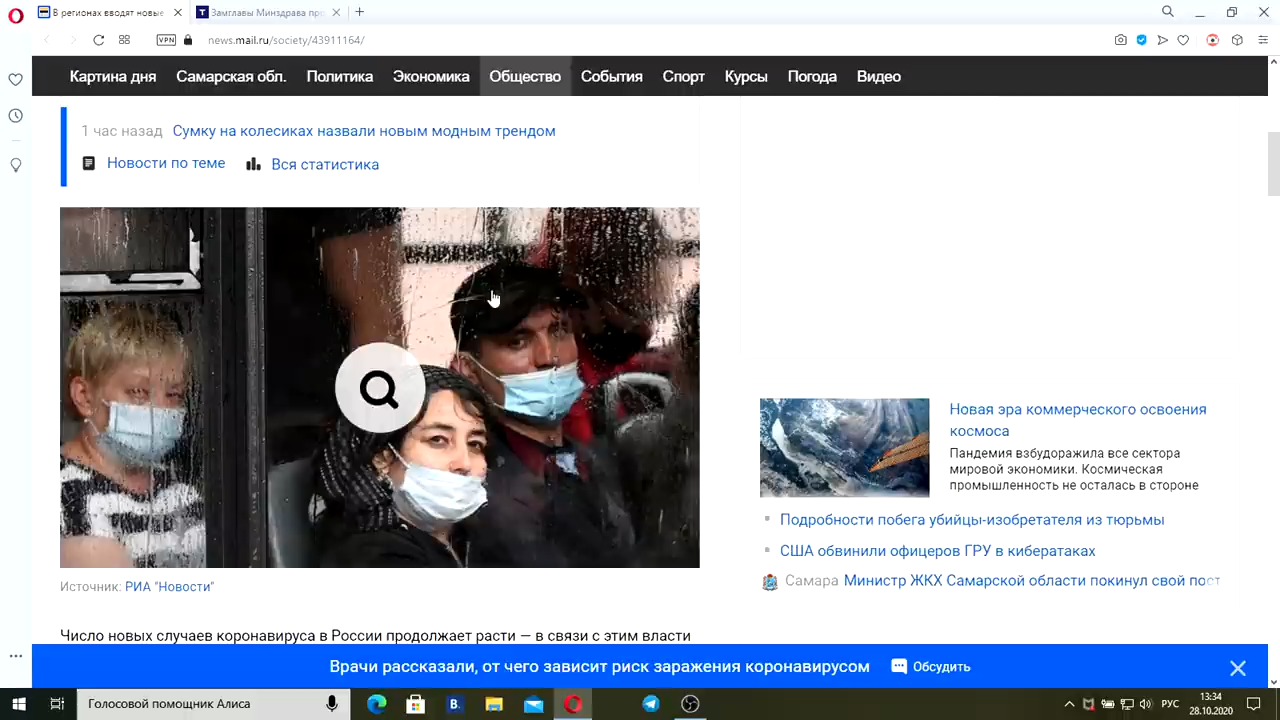 В регионах вводят новые
Замглавы Минздрава пр
VPN
news.mail.ru/society/43911164/
Картина дня Самарская обл. Политика Экономика Общество События Спорт Курсы Погода Видео
1 час назад Сумку на колесиках назвали новым модным трендом
Новости по теме Вся статистика
Источник: РИА "Новости"
Число новых случаев коронавируса в России продолжает расти — в связи с этим власти
Новая эра коммерческого освоения
космоса
Пандемия взбудоражила все сектора
мировой экономики. Космическая
промышленность не осталась в стороне
Подробности побега убийцы-изобретателя из тюрьмы
США обвинили офицеров ГРУ в кибератаках
Самара Министр ЖКХ Самарской области покинул свой пост
Врачи рассказали, от чего зависит риск заражения коронавирусом Обсудить
Голосовой помощник Алиса
РУС
13:34
28.10.2020